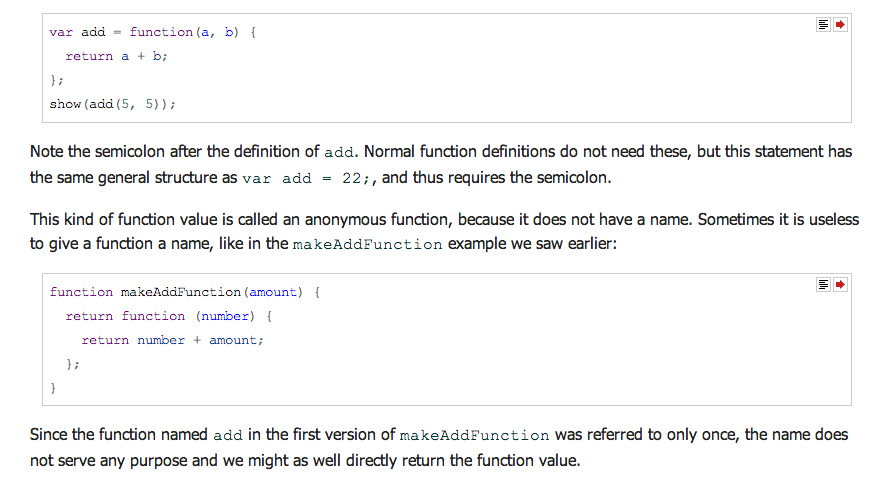 var add = function(a, b) {
return a + b;
};
show(add(5, 5));
Note the semicolon after the definition of add. Normal function definitions do not need these, but this statement has
the same general structure as var add = 22;, and thus requires the semicolon.
This kind of function value is called an anonymous function, because it does not have a name. Sometimes it is useless
to give a function a name, like in the makeAddFunction example we saw earlier:
function makeAddFunction(amount) {
return function (number) {
return number + amount;
};
}
Since the function named add in the first version of makeAddFunction was referred to only once, the name does
not serve any purpose and we might as well directly return the function value.